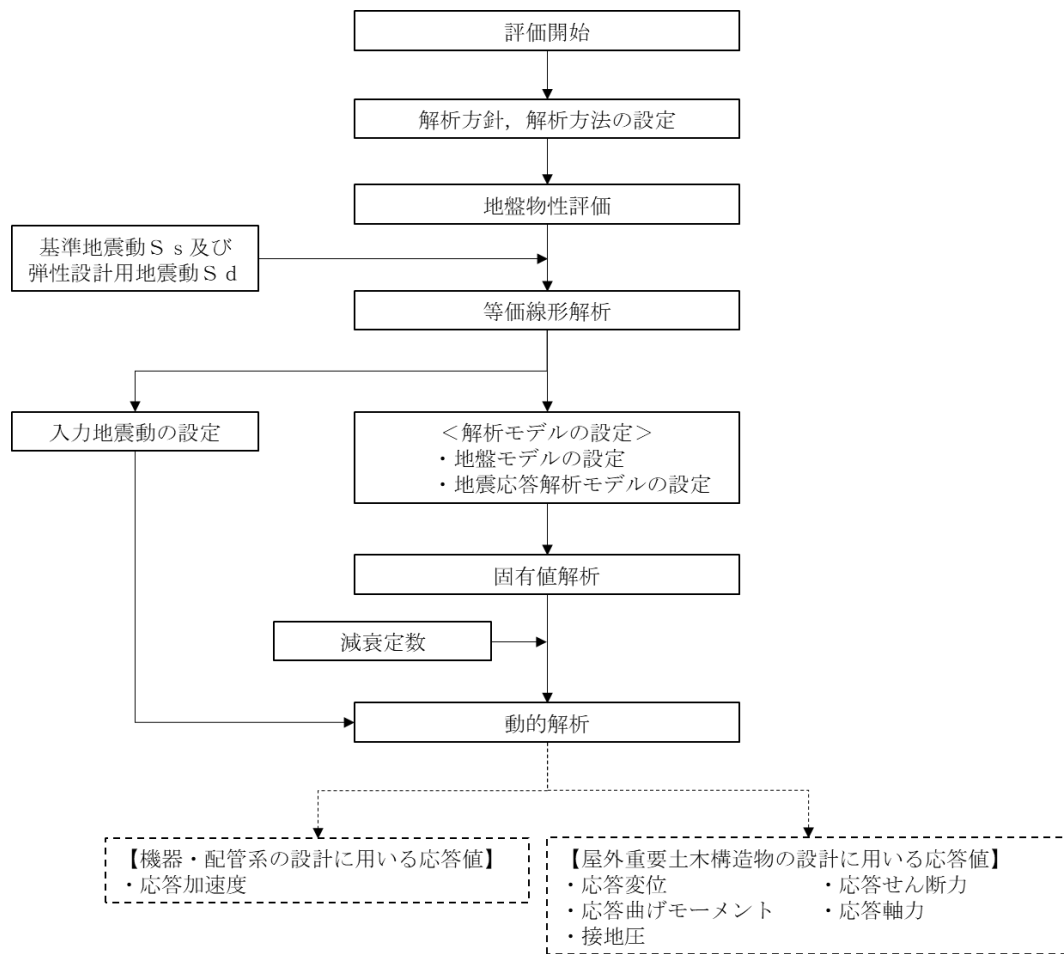 評価開始
解析方針，解析方法の設定
地盤物性評価
基準地震動Ｓｓ及び
弾性設計用地震動Ｓｄ
等価線形解析
入力地震動の設定
＜解析モデルの設定＞
・地盤モデルの設定
・地震応答解析モデルの設定
固有値解析
減衰定数
動的解析
【機器・配管系の設計に用いる応答値】
・応答加速度
【屋外重要土木構造物の設計に用いる応答値】
・応答変位　・応答せん断力
・応答曲げモーメント　・応答軸力
・接地圧